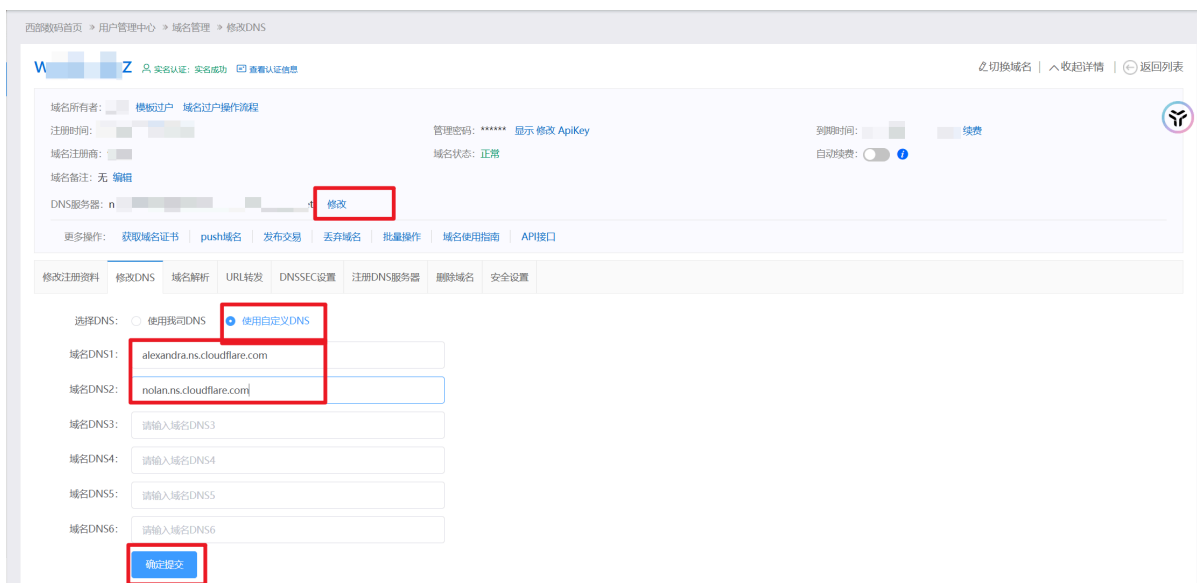 西部数码首页 » 用户管理中心 » 域名管理 » 修改DNS
W Z 实名认证：实名成功 查看认证信息 切换域名 | 收起详情 | 返回列表
域名所有者： 模板过户 域名过户操作流程
注册时间： 管理密码： ****** 显示 修改 ApiKey 到期时间： 续费
域名注册商： 域名状态：正常 自动续费：
域名备注：无 编辑
DNS服务器：n et 修改
更多操作： 获取域名证书 | push域名 | 发布交易 | 丢弃域名 | 批量操作 | 域名使用指南 | API接口
修改注册资料 修改DNS 域名解析 URL转发 DNSSEC设置 注册DNS服务器 删除域名 安全设置
选择DNS： 使用我司DNS 使用自定义DNS
域名DNS1： alexandra.ns.cloudflare.com
域名DNS2： nolan.ns.cloudflare.com
域名DNS3： 请输入域名DNS3
域名DNS4： 请输入域名DNS4
域名DNS5： 请输入域名DNS5
域名DNS6： 请输入域名DNS6
确定提交